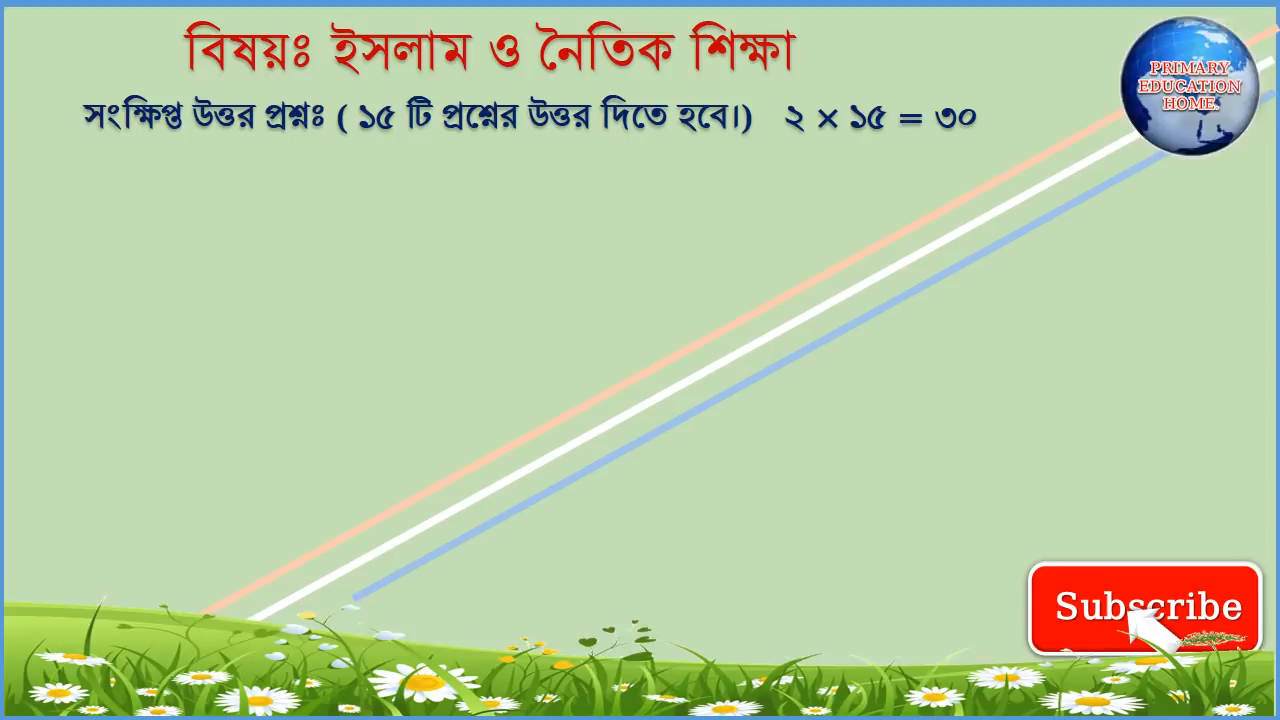 বিষয়ঃ ইসলাম ও নৈতিক শিক্ষা
সংক্ষিপ্ত উত্তর প্রশ্নঃ ( ১৫ টি প্রশ্নের উত্তর দিতে হবে।) ২ × ১৫ = ৩০
PRIMARY
EDUCATION
HOME.
Subscribe